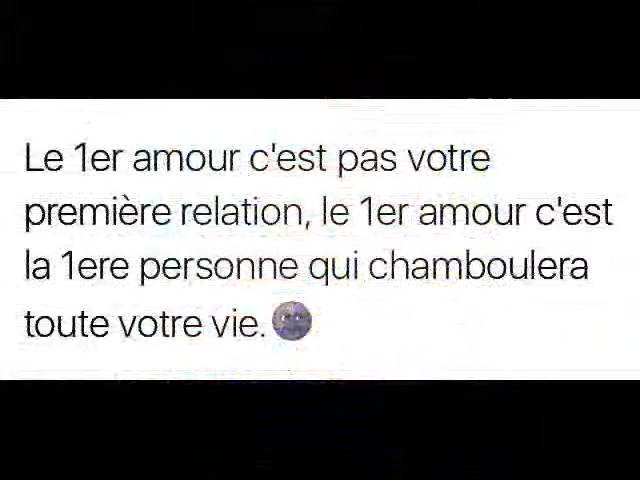 Le 1er amour c'est pas votre
première relation, le 1er amour c'est
la 1ere personne qui chamboulera
toute votre vie.🌚